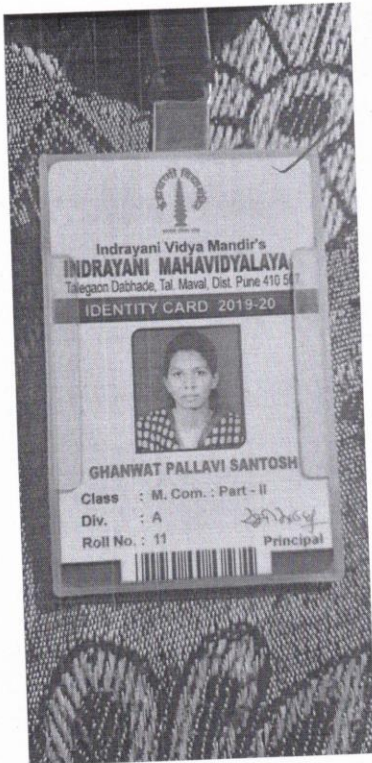 Indrayani Vidya Mandir's
INDRAYANI MAHAVIDYALAYA
Talegaon Dabhade, Tal. Maval, Dist. Pune 410 507
IDENTITY CARD 2019-20
GHANWAT PALLAVI SANTOSH
Class : M. Com. : Part - II
Div. : A
Roll No. : 11
Principal